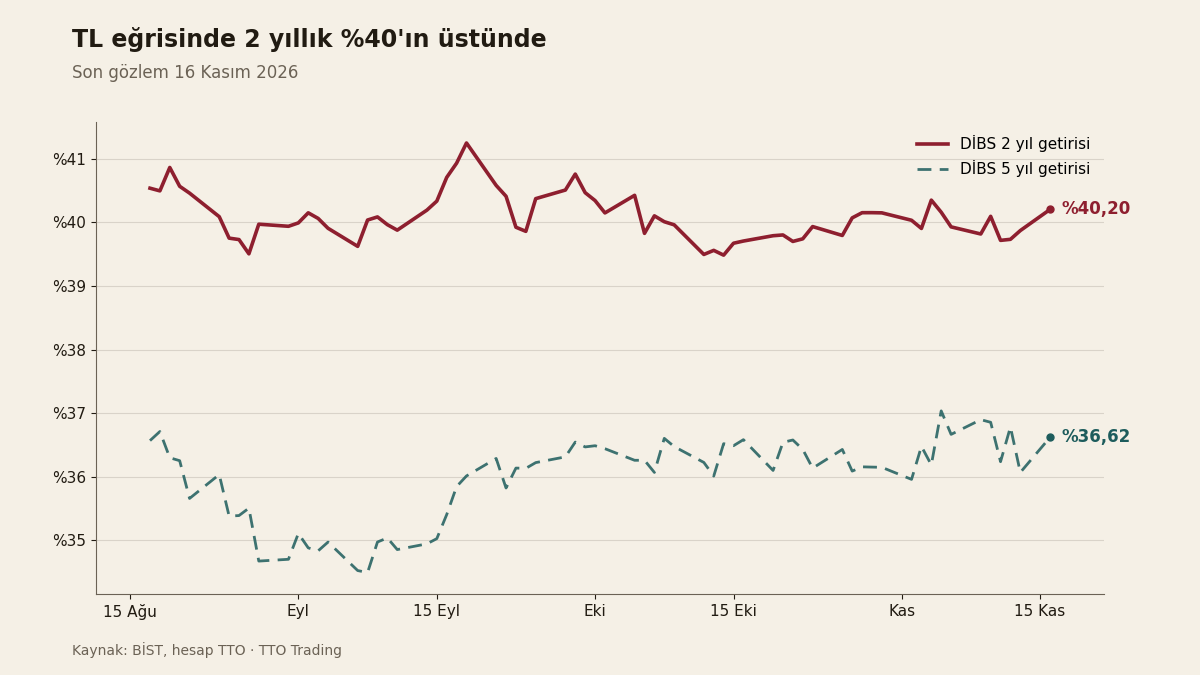 TL eğrisinde 2 yıllık %40'ın üstünde
Son gözlem 16 Kasım 2026
DİBS 2 yıl getirisi
DİBS 5 yıl getirisi
%41
%40
%39
%38
%37
%36
%35
%40,20
%36,62
15 Ağu
Eyl
15 Eyl
Eki
15 Eki
Kas
15 Kas
Kaynak: BİST, hesap TTO · TTO Trading